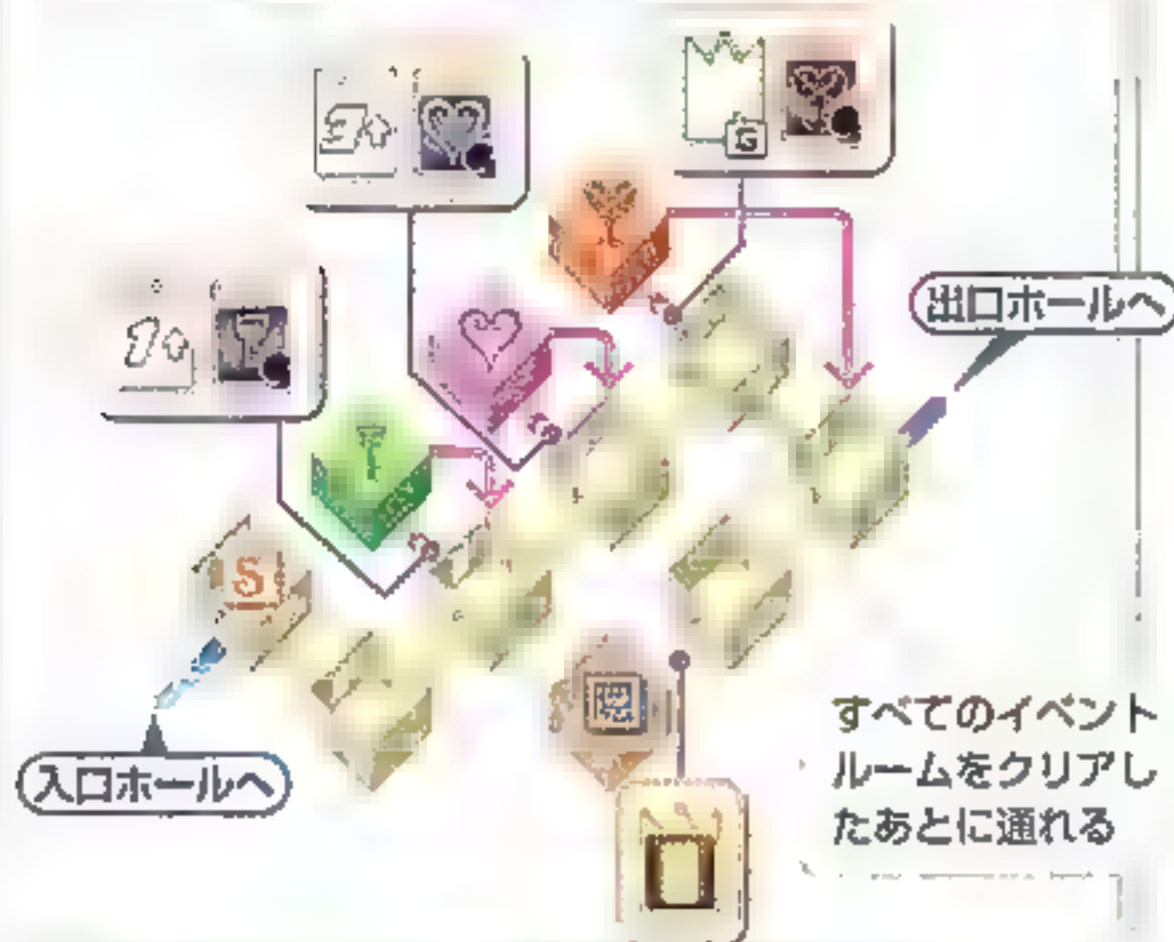 G
出口ホールへ
S
入口ホールへ
すべてのイベント
ルームをクリアし
たあとに通れる